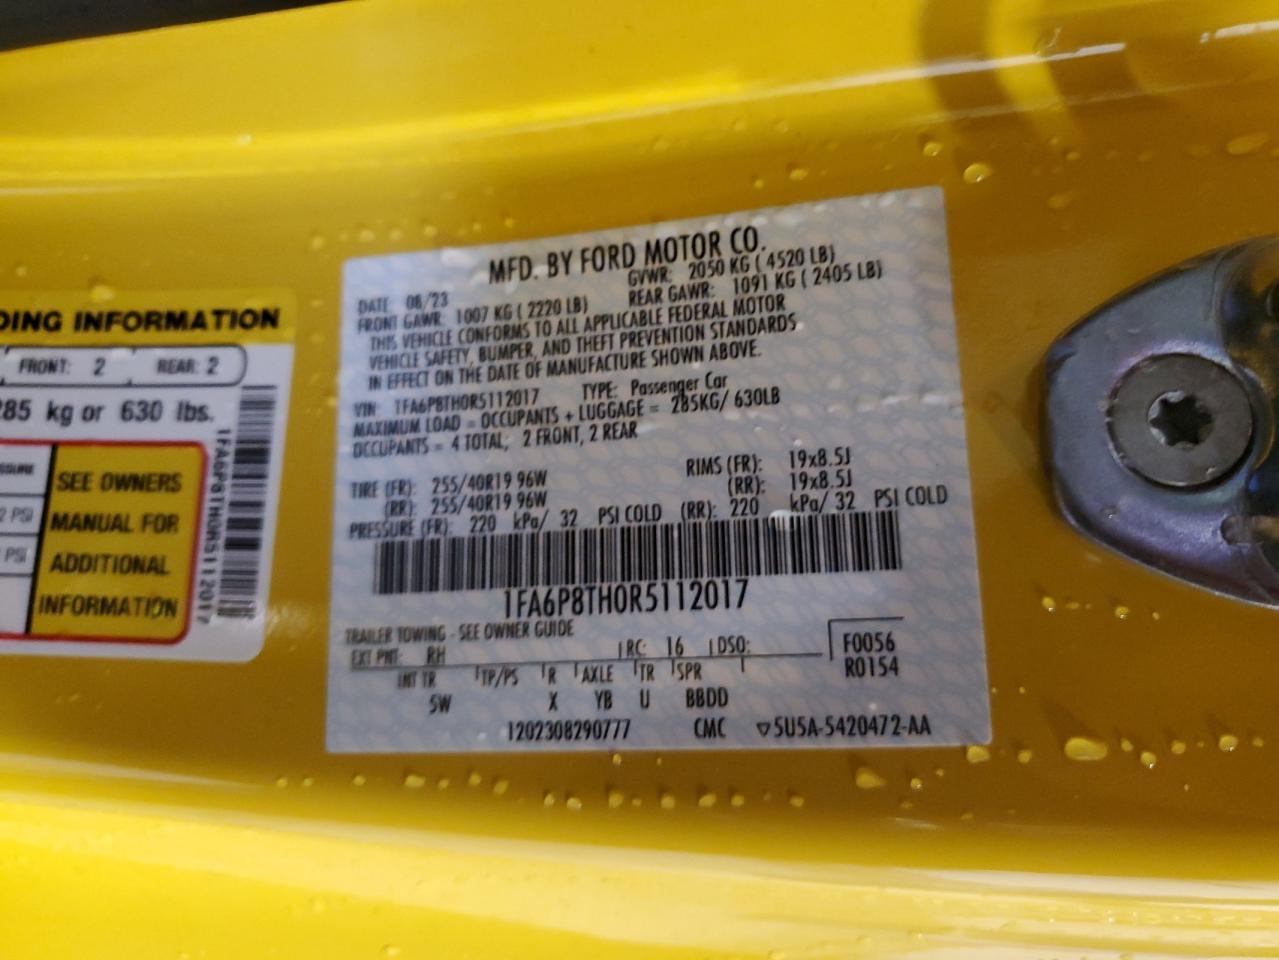 DING INFORMATION
FRONT: 2 REAR: 2
285 kg or 630 lbs.
SSURE
2 PSI
PSI
SEE OWNERS
MANUAL FOR
ADDITIONAL
INFORMATION
1FA6P8TH0R5112017
MFD. BY FORD MOTOR CO.
DATE 08/23 GVWR: 2050 KG ( 4520 LB)
FRONT GAWR: 1007 KG ( 2220 LB) REAR GAWR: 1091 KG ( 2405 LB)
THIS VEHICLE CONFORMS TO ALL APPLICABLE FEDERAL MOTOR
VEHICLE SAFETY, BUMPER, AND THEFT PREVENTION STANDARDS
IN EFFECT ON THE DATE OF MANUFACTURE SHOWN ABOVE.
VIN: 1FA6P8TH0R5112017 TYPE: Passenger Car
MAXIMUM LOAD = OCCUPANTS + LUGGAGE = 285KG/ 630LB
OCCUPANTS = 4 TOTAL; 2 FRONT, 2 REAR
TIRE (FR): 255/40R19 96W RIMS (FR): 19x8.5J
(RR): 255/40R19 96W (RR): 19x8.5J
PRESSURE (FR): 220 kPa/ 32 PSI COLD (RR): 220 kPa/ 32 PSI COLD
1FA6P8TH0R5112017
TRAILER TOWING - SEE OWNER GUIDE
EXT PNT: RH RC: 16 DSO: F0056
INT TR TP/PS R AXLE TR SPR R0154
5W X YB U BBDD
1202308290777 CMC ▽5U5A-5420472-AA